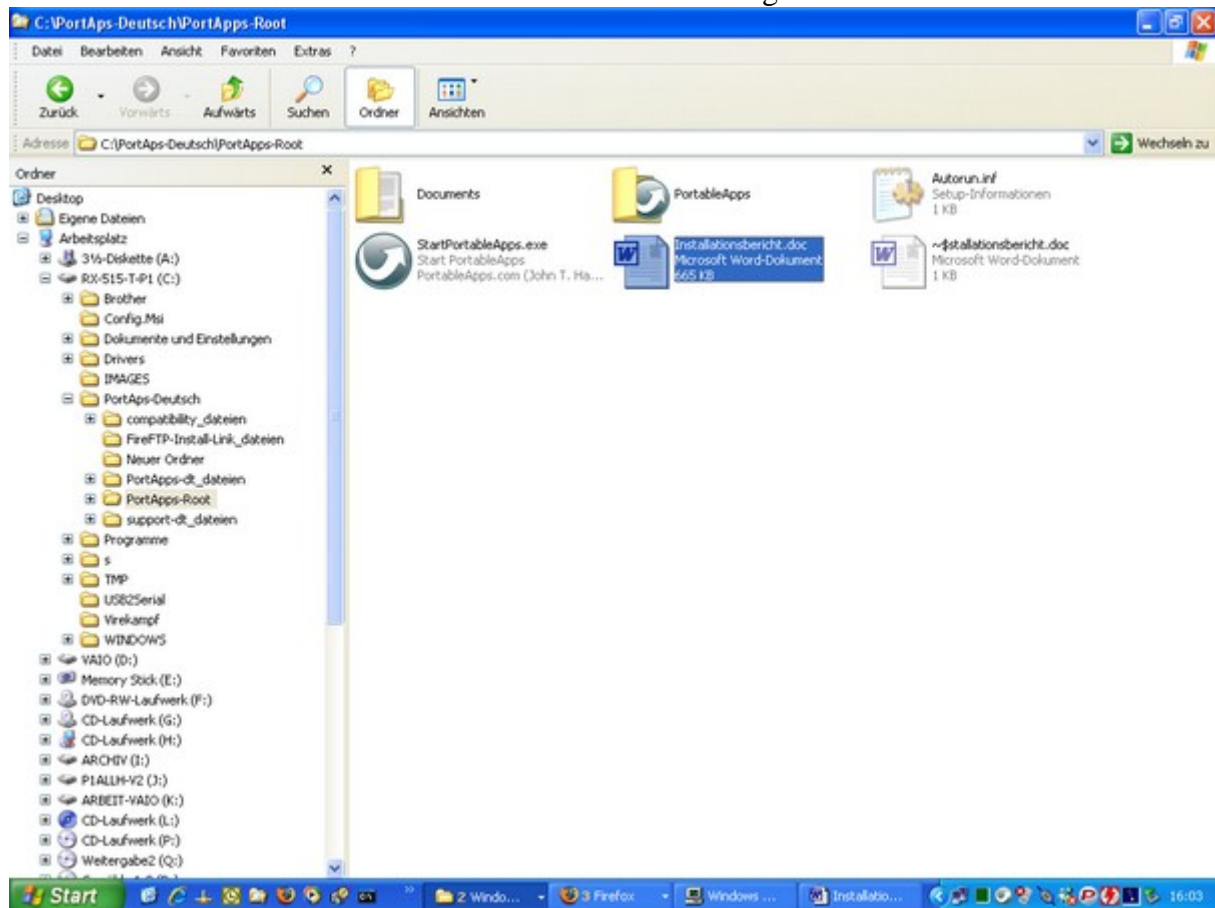 C:\PortAps-Deutsch\PortApps-Root
Datei Bearbeiten Ansicht Favoriten Extras ?
Zurück Vorwärts Aufwärts Suchen Ordner Ansichten
Adresse C:\PortAps-Deutsch\PortApps-Root Wechseln zu
Ordner
Desktop
Eigene Dateien
Arbeitsplatz
3½-Diskette (A:)
RX-515-T-P1 (C:)
Brother
Config.Msi
Dokumente und Einstellungen
Drivers
IMAGES
PortAps-Deutsch
compatibility_dateien
FireFTP-Install-Link_dateien
Neuer Ordner
PortApps-dt_dateien
PortApps-Root
support-dt_dateien
Programme
s
TMP
USB2Serial
Virekampf
WINDOWS
VAIO (D:)
Memory Stick (E:)
DVD-RW-Laufwerk (F:)
CD-Laufwerk (G:)
CD-Laufwerk (H:)
ARCHIV (I:)
P1ALLH-V2 (J:)
ARBEIT-VAIO (K:)
CD-Laufwerk (L:)
CD-Laufwerk (P:)
Weitergabe2 (Q:)
Documents
PortableApps
Autorun.inf
Setup-Informationen
1 KB
StartPortableApps.exe
Start PortableApps
PortableApps.com (John T. Ha...
Installationsbericht.doc
Microsoft Word-Dokument
665 KB
~$stallationsbericht.doc
Microsoft Word-Dokument
1 KB
Start 2 Windo... 3 Firefox Windows ... Installatio... 16:03